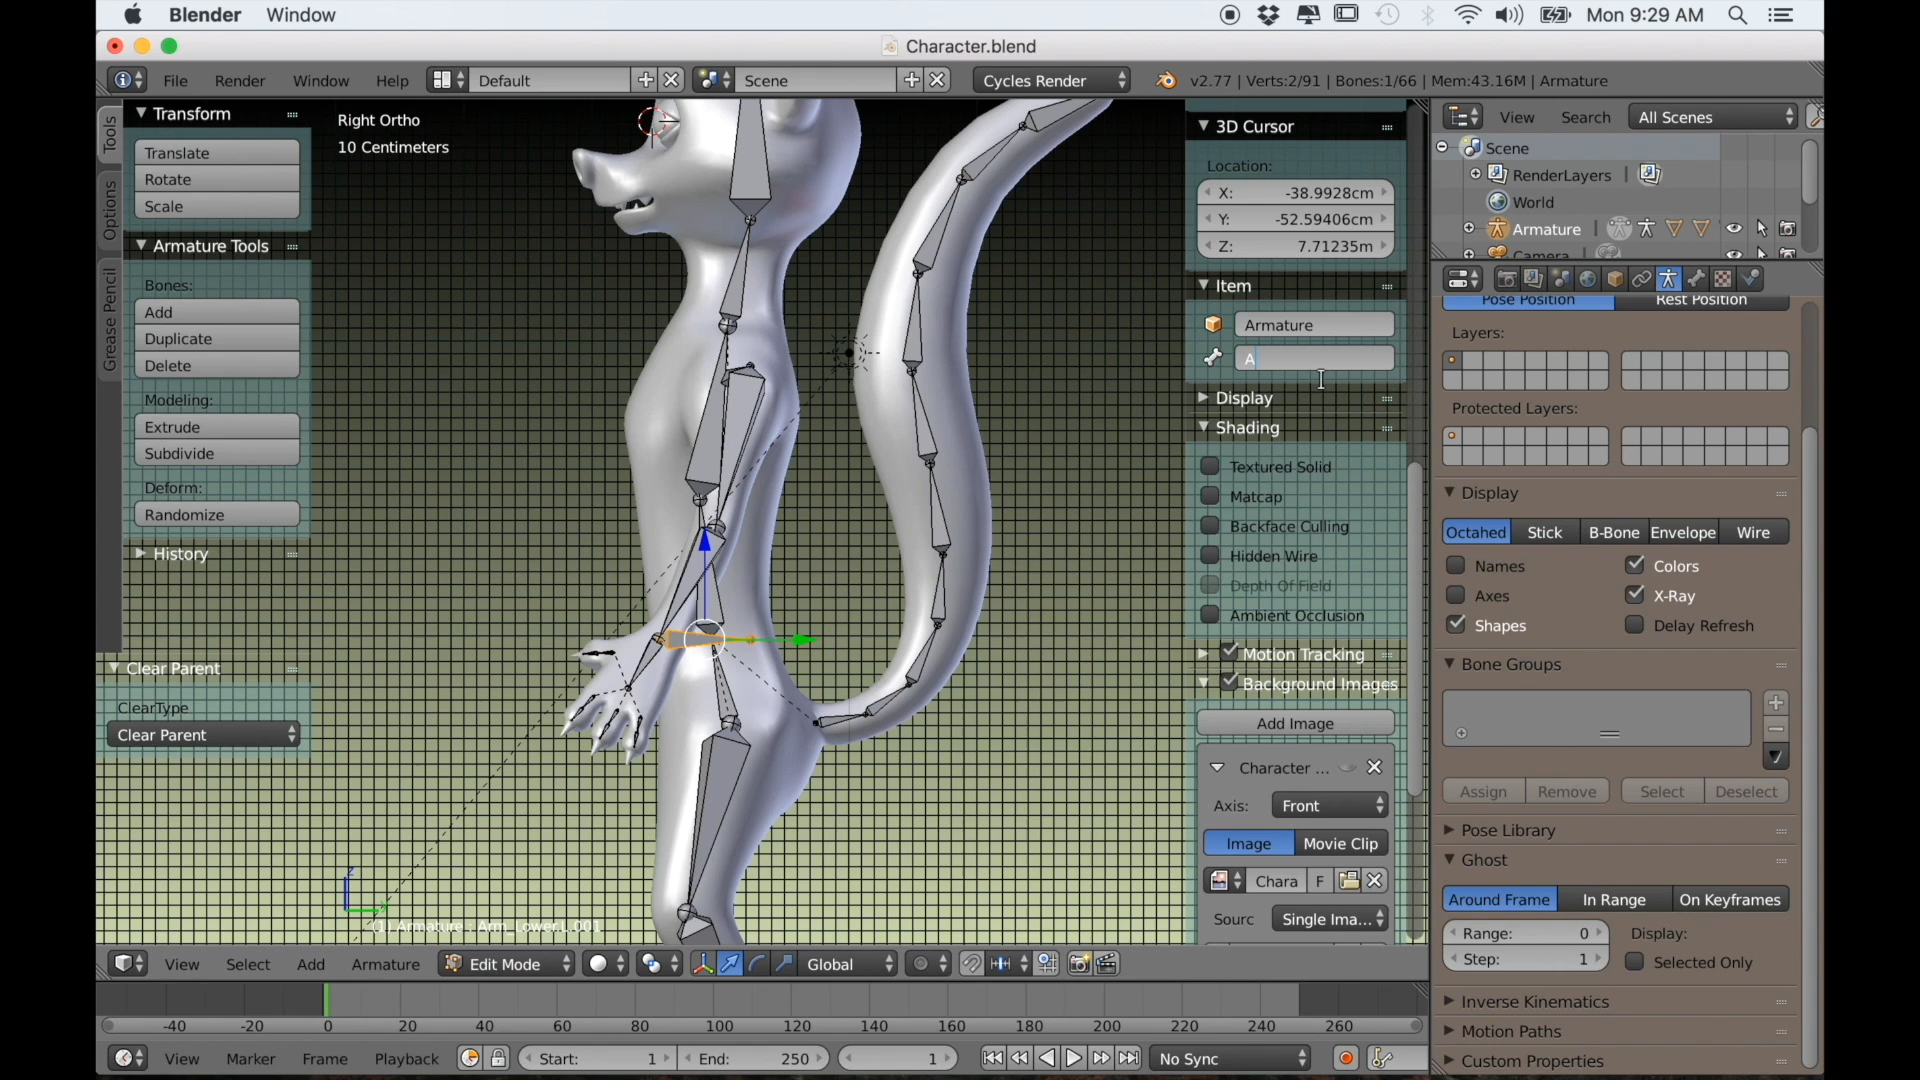 Blender Window Mon 9:29 AM
Character.blend
File Render Window Help Default Scene Cycles Render v2.77 | Verts:2/91 | Bones:1/66 | Mem:43.16M | Armature
Tools
Options
Grease Pencil
Transform
Translate
Rotate
Scale
Armature Tools
Bones:
Add
Duplicate
Delete
Modeling:
Extrude
Subdivide
Deform:
Randomize
History
Clear Parent
ClearType
Clear Parent
Right Ortho
10 Centimeters
z
(1) Armature : Arm_Lower.L.001
3D Cursor
Location:
X: -38.9928cm
Y: -52.59406cm
Z: 7.71235m
Item
Armature
A
Display
Shading
Textured Solid
Matcap
Backface Culling
Hidden Wire
Depth Of Field
Ambient Occlusion
Motion Tracking
Background Images
Add Image
Character ...
Axis: Front
Image Movie Clip
Chara F
Sourc Single Ima...
View Search All Scenes
Scene
RenderLayers
World
Armature
Camera
Pose Position Rest Position
Layers:
Protected Layers:
Display
Octahed Stick B-Bone Envelope Wire
Names Colors
Axes X-Ray
Shapes Delay Refresh
Bone Groups
Assign Remove Select Deselect
Pose Library
Ghost
Around Frame In Range On Keyframes
Range: 0 Display:
Step: 1 Selected Only
Inverse Kinematics
Motion Paths
Custom Properties
View Select Add Armature Edit Mode Global
-40 -20 0 20 40 60 80 100 120 140 160 180 200 220 240 260
View Marker Frame Playback Start: 1 End: 250 1 No Sync